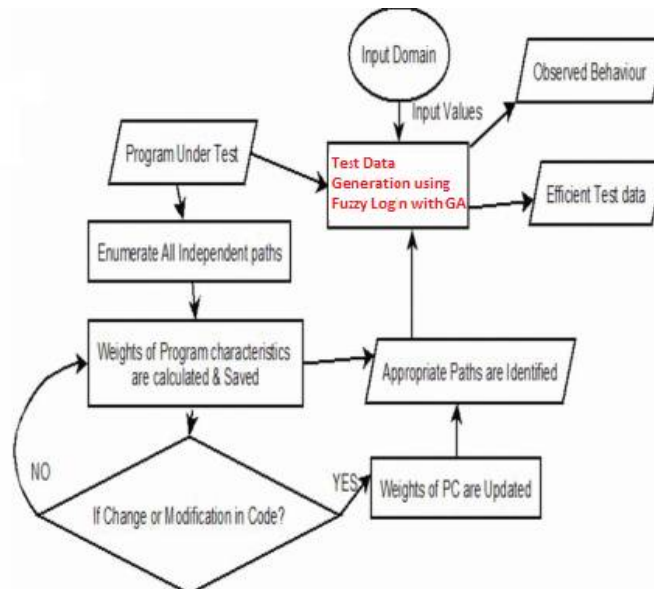 Input Domain
Observed Behaviour
Input Values
Program Under Test
Test Data
Generation using
Fuzzy Login with GA
Efficient Test data
Enumerate All Independent paths
Weights of Program characteristics
are calculated & Saved
Appropriate Paths are Identified
NO
YES
Weights of PC are Updated
If Change or Modification in Code?